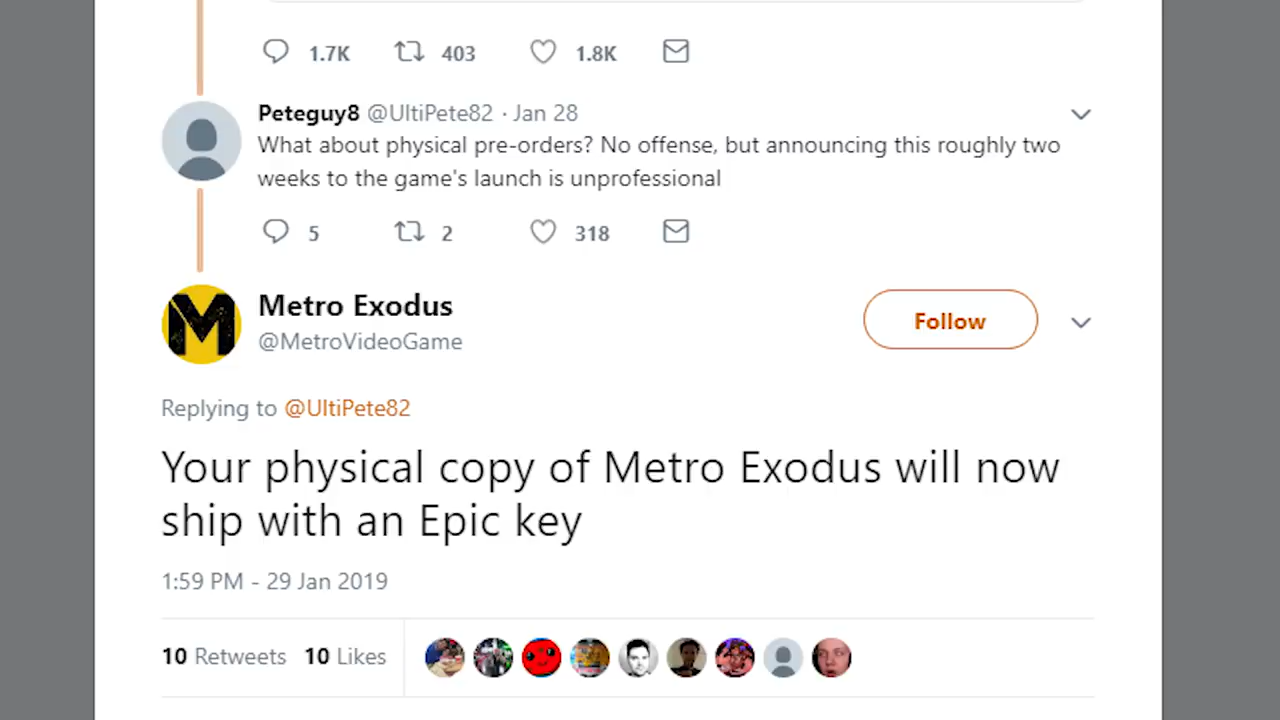 1.7K 403 1.8K
Peteguy8 @UltiPete82 · Jan 28
What about physical pre-orders? No offense, but announcing this roughly two
weeks to the game's launch is unprofessional
5 2 318
M
Metro Exodus
@MetroVideoGame
Follow
Replying to @UltiPete82
Your physical copy of Metro Exodus will now
ship with an Epic key
1:59 PM - 29 Jan 2019
10 Retweets 10 Likes